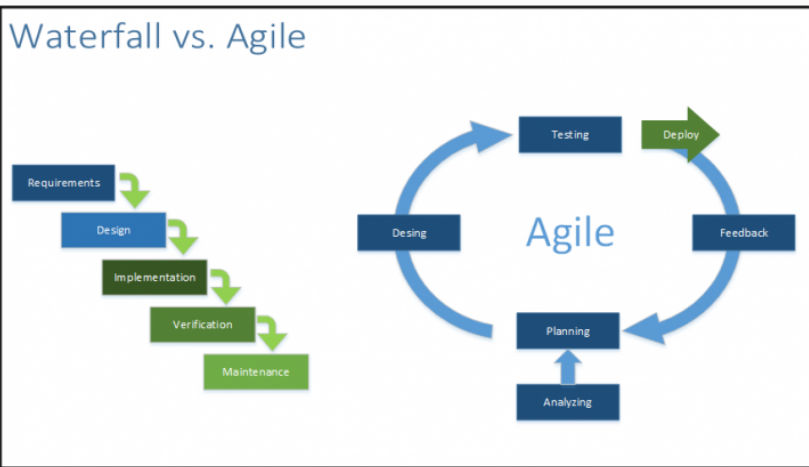 Waterfall vs. Agile
Requirements
Design
Implementation
Verification
Maintenance
Testing
Deploy
Desing
Agile
Feedback
Planning
Analyzing